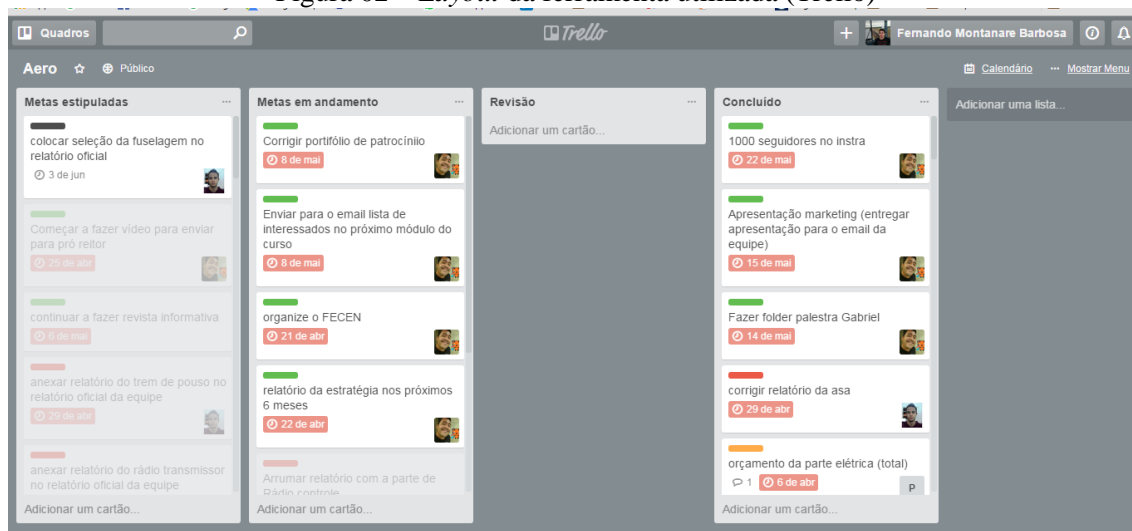 Layout da ferramenta utilizada (Trello)
Quadros
Trello
Fernando Montanare Barbosa
Aero
Público
Calendário
Mostrar Menu
Metas estipuladas
colocar seleção da fuselagem no
relatório oficial
3 de jun
Começar a fazer vídeo para enviar
para pró reitor
25 de abr
continuar a fazer revista informativa
6 de mai
anexar relatório do trem de pouso no
relatório oficial da equipe
29 de abr
anexar relatório do rádio transmissor
no relatório oficial da equipe
Adicionar um cartão...
Metas em andamento
Corrigir portifólio de patrocíniio
8 de mai
Enviar para o email lista de
interessados no próximo módulo do
curso
8 de mai
organize o FECEN
21 de abr
relatório da estratégia nos próximos
6 meses
22 de abr
Arrumar relatório com a parte de
Rádio controle
Adicionar um cartão...
Revisão
Adicionar um cartão...
Concluído
1000 seguidores no instra
22 de mai
Apresentação marketing (entregar
apresentação para o email da
equipe)
15 de mai
Fazer folder palestra Gabriel
14 de mai
corrigir relatório da asa
29 de abr
orçamento da parte elétrica (total)
1 6 de abr
P
Adicionar um cartão...
Adicionar uma lista...